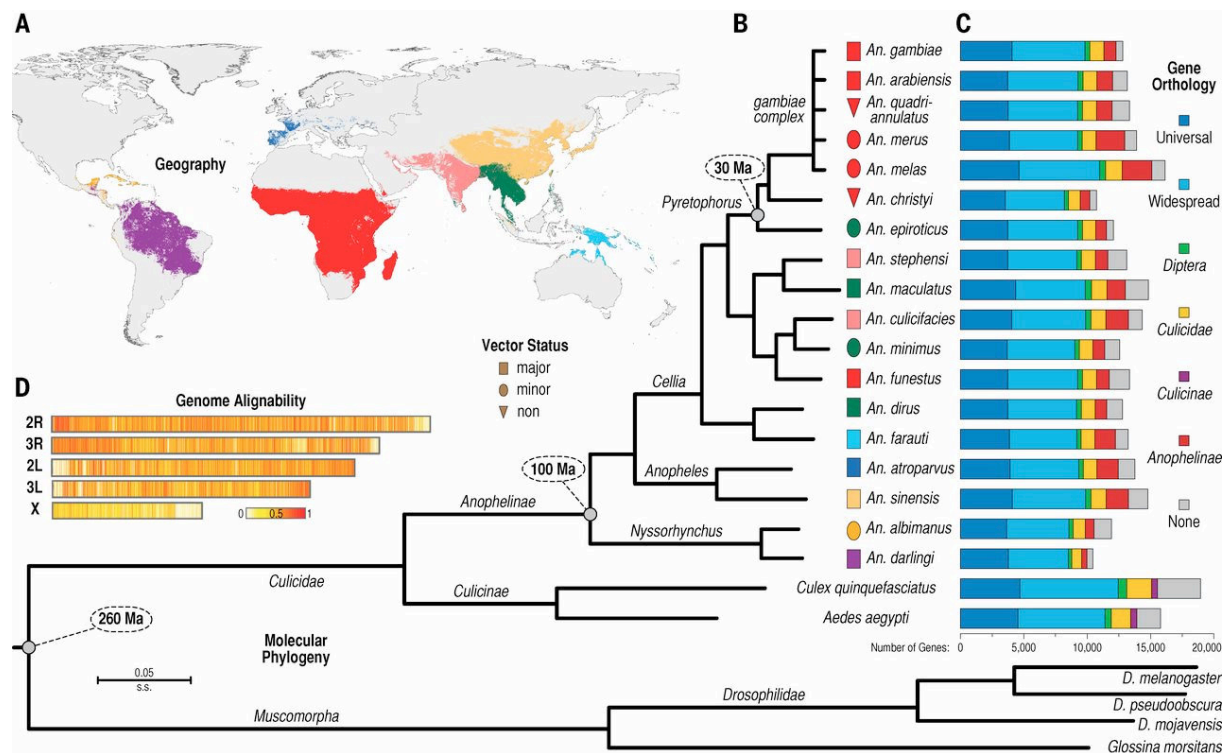 A
Geography
Vector Status
major
minor
non
D
Genome Alignability
2R
3R
2L
3L
X
0
0.5
1
B
gambiae
complex
30 Ma
Pyretophorus
Cellia
100 Ma
Anopheles
Anophelinae
Nyssorhynchus
Culicidae
Culicinae
260 Ma
Molecular
Phylogeny
0.05
s.s.
Muscomorpha
Drosophilidae
An. gambiae
An. arabiensis
An. quadri-
annulatus
An. merus
An. melas
An. christyi
An. epiroticus
An. stephensi
An. maculatus
An. culicifacies
An. minimus
An. funestus
An. dirus
An. farauti
An. atroparvus
An. sinensis
An. albimanus
An. darlingi
Culex quinquefasciatus
Aedes aegypti
D. melanogaster
D. pseudoobscura
D. mojavensis
Glossina morsitans
C
Gene
Orthology
Universal
Widespread
Diptera
Culicidae
Culicinae
Anophelinae
None
Number of Genes: 0 5,000 10,000 15,000 20,000